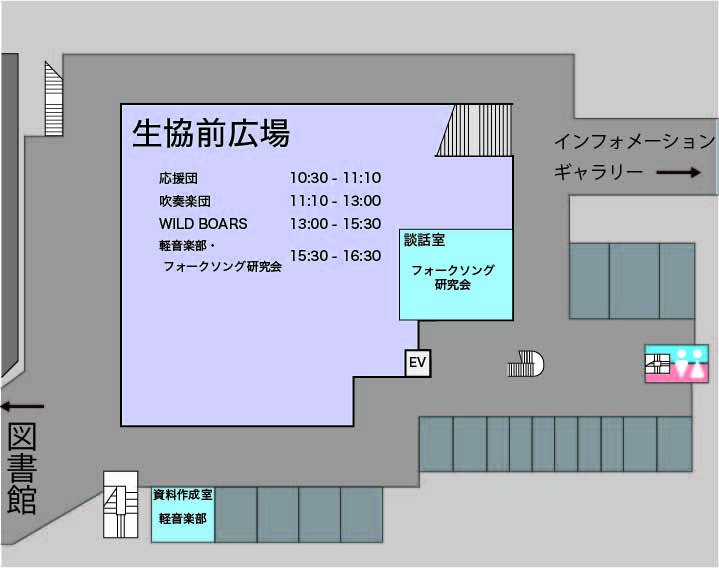 生協前広場
応援団 10:30 - 11:10
吹奏楽団 11:10 - 13:00
WILD BOARS 13:00 - 15:30
軽音楽部・
フォークソング研究会 15:30 - 16:30
インフォメーション
ギャラリー
談話室
フォークソング
研究会
EV
図書館
資料作成室
軽音楽部